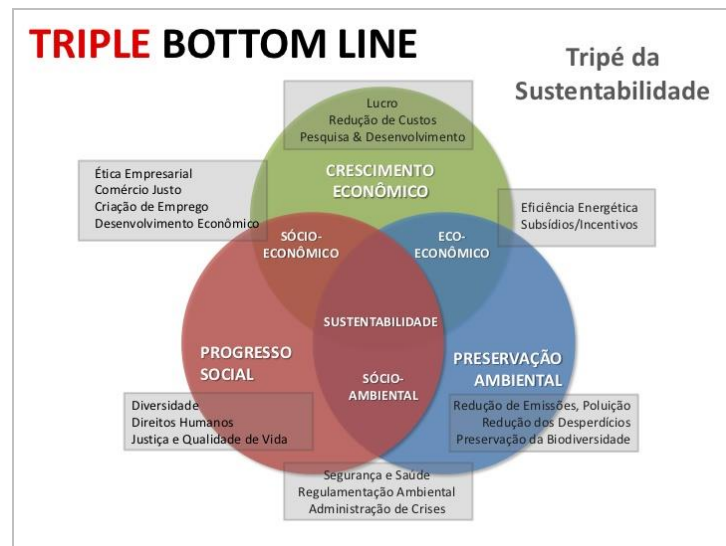 TRIPLE BOTTOM LINE
Tripé da
Sustentabilidade
Lucro
Redução de Custos
Pesquisa & Desenvolvimento
CRESCIMENTO
ECONÔMICO
Ética Empresarial
Comércio Justo
Criação de Emprego
Desenvolvimento Econômico
Eficiência Energética
Subsídios/Incentivos
SÓCIO-
ECONÔMICO
ECO-
ECONÔMICO
SUSTENTABILIDADE
PROGRESSO
SOCIAL
PRESERVAÇÃO
AMBIENTAL
SÓCIO-
AMBIENTAL
Diversidade
Direitos Humanos
Justiça e Qualidade de Vida
Redução de Emissões, Poluição
Redução dos Desperdícios
Preservação da Biodiversidade
Segurança e Saúde
Regulamentação Ambiental
Administração de Crises